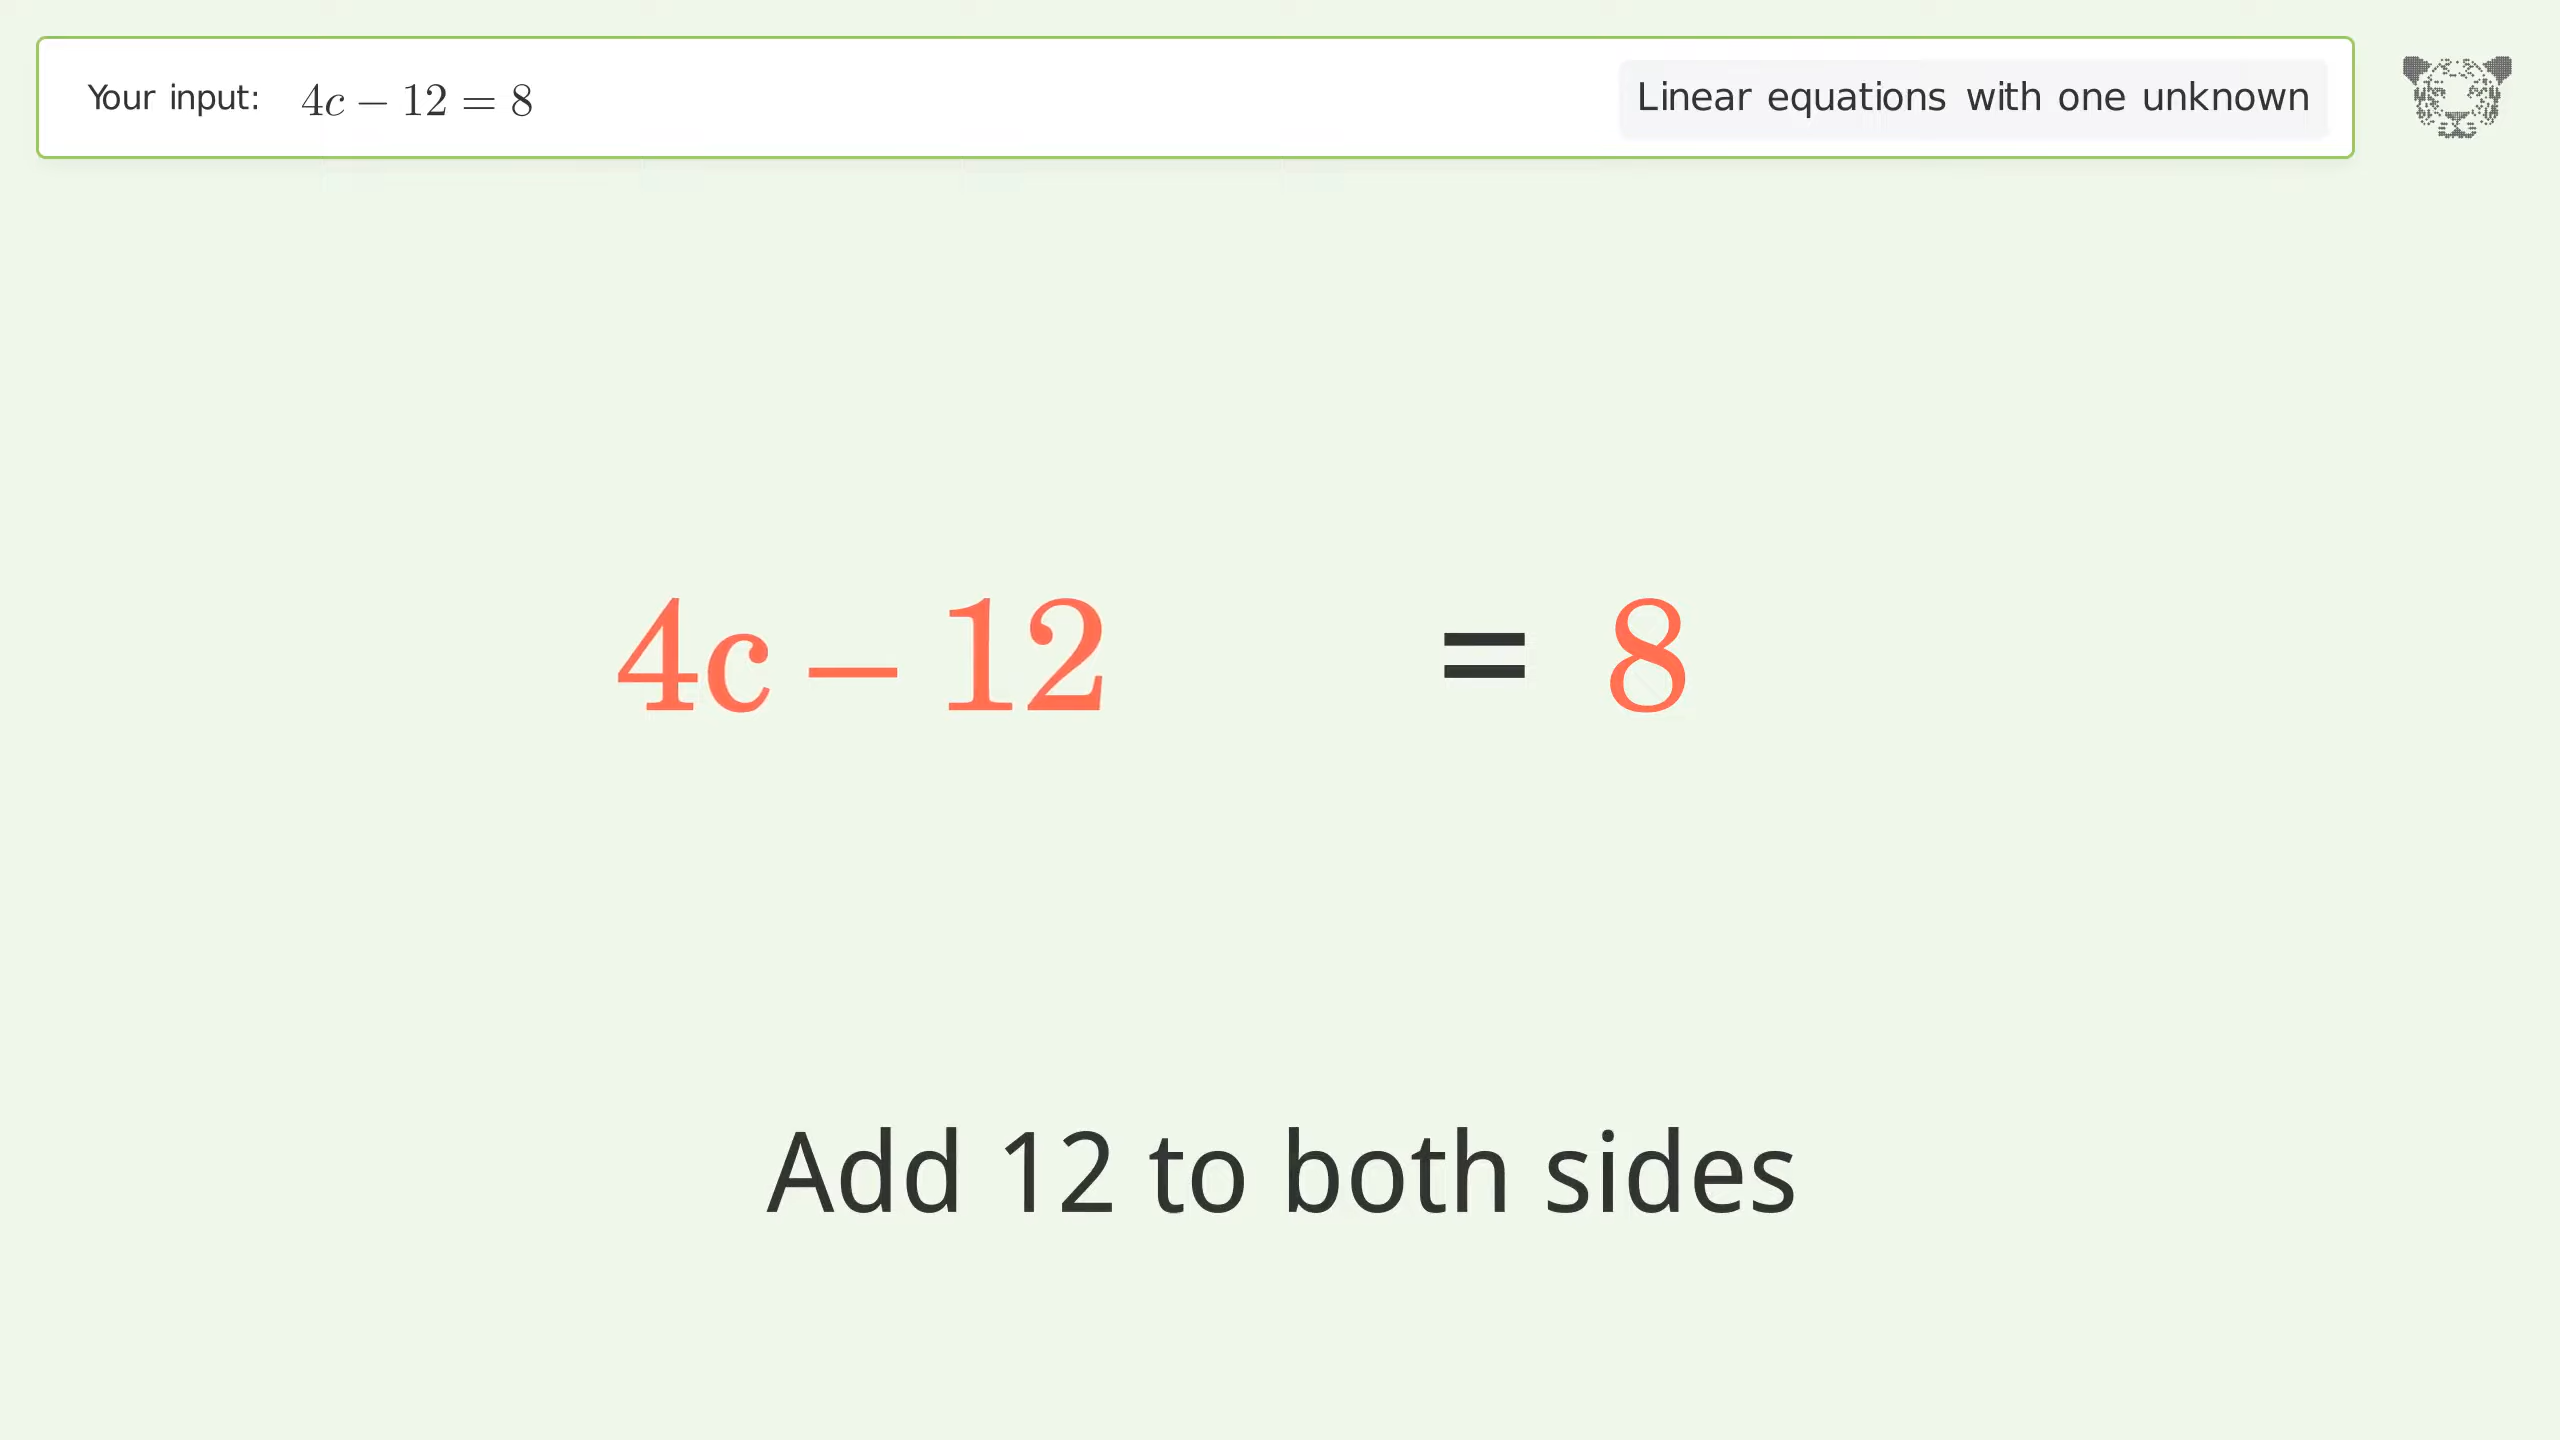 Your input: 4c − 12 = 8 Linear equations with one unknown
4c − 12 = 8
Add 12 to both sides